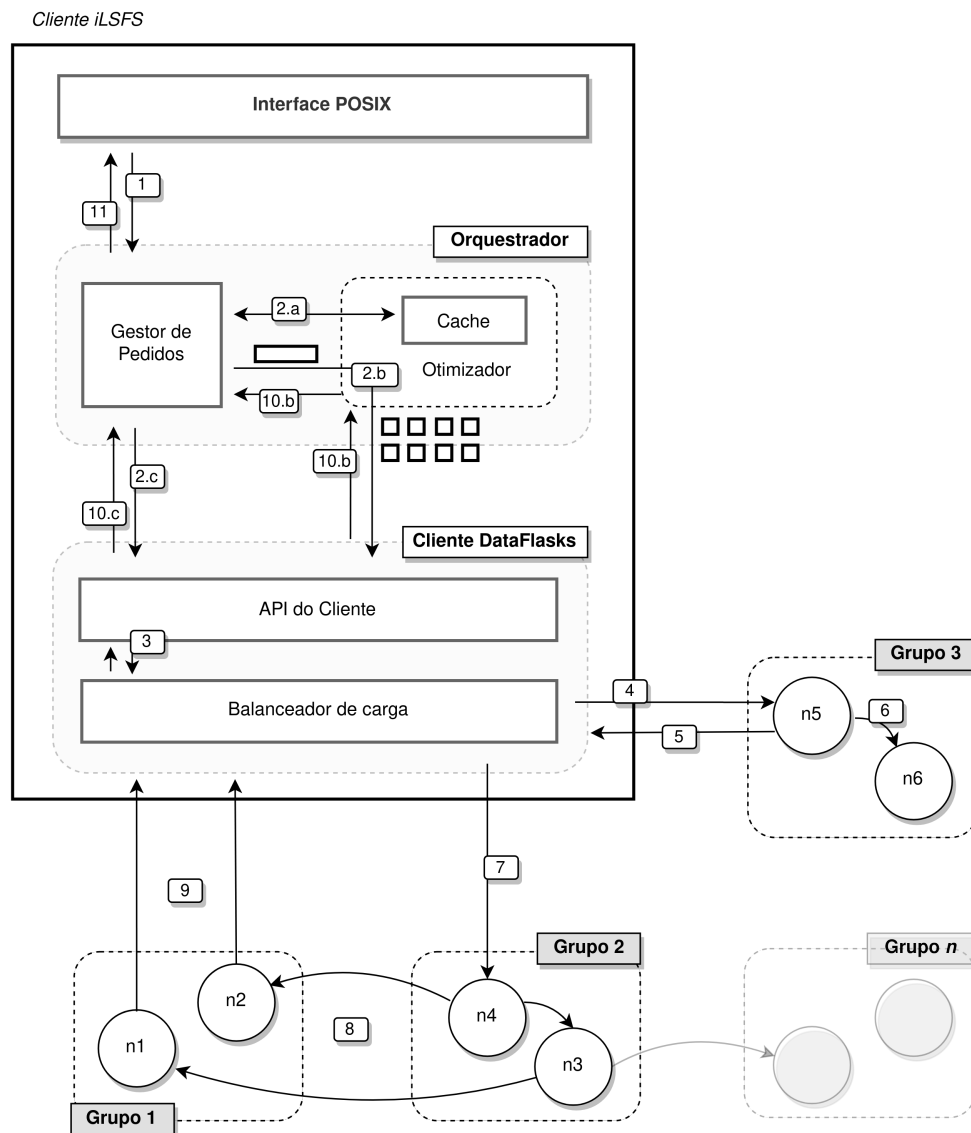 Cliente iLSFS
Interface POSIX
1
11
Orquestrador
Gestor de
Pedidos
2.a
Cache
Otimizador
2.b
10.b
10.b
2.c
10.c
Cliente DataFlasks
API do Cliente
3
Balanceador de carga
4
5
Grupo 3
n5
6
n6
7
9
Grupo 2
Grupo n
n2
n4
8
n1
n3
Grupo 1